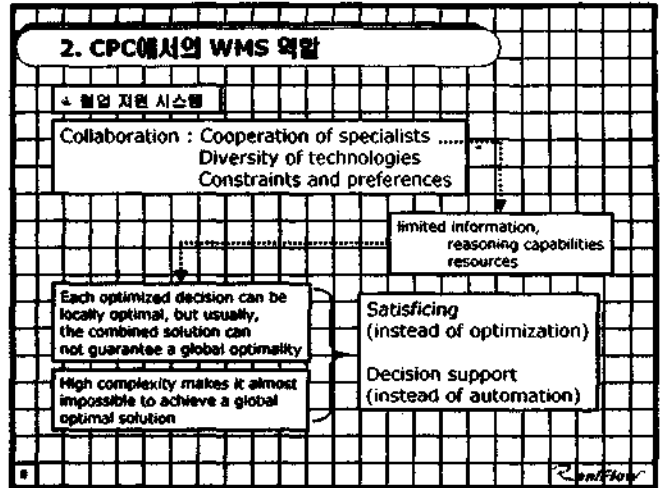 2. CPC에서의 WMS 역할
협업 지원 시스템
Collaboration : Cooperation of specialists ......
Diversity of technologies
Constraints and preferences
limited information,
reasoning capabilities
resources
Each optimized decision can be
locally optimal, but usually,
the combined solution can
not guarantee a global optimality
High complexity makes it almost
impossible to achieve a global
optimal solution
Satisficing
(instead of optimization)
Decision support
(instead of automation)